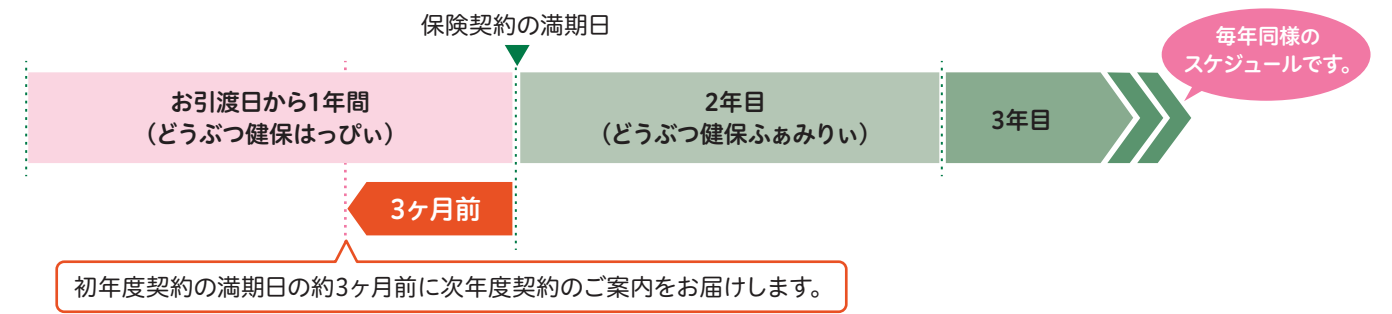 保険契約の満期日
毎年同様の
スケジュールです。
お引渡日から1年間
（どうぶつ健保はっぴぃ）
2年目
（どうぶつ健保ふぁみりぃ）
3年目
3ヶ月前
初年度契約の満期日の約3ヶ月前に次年度契約のご案内をお届けします。